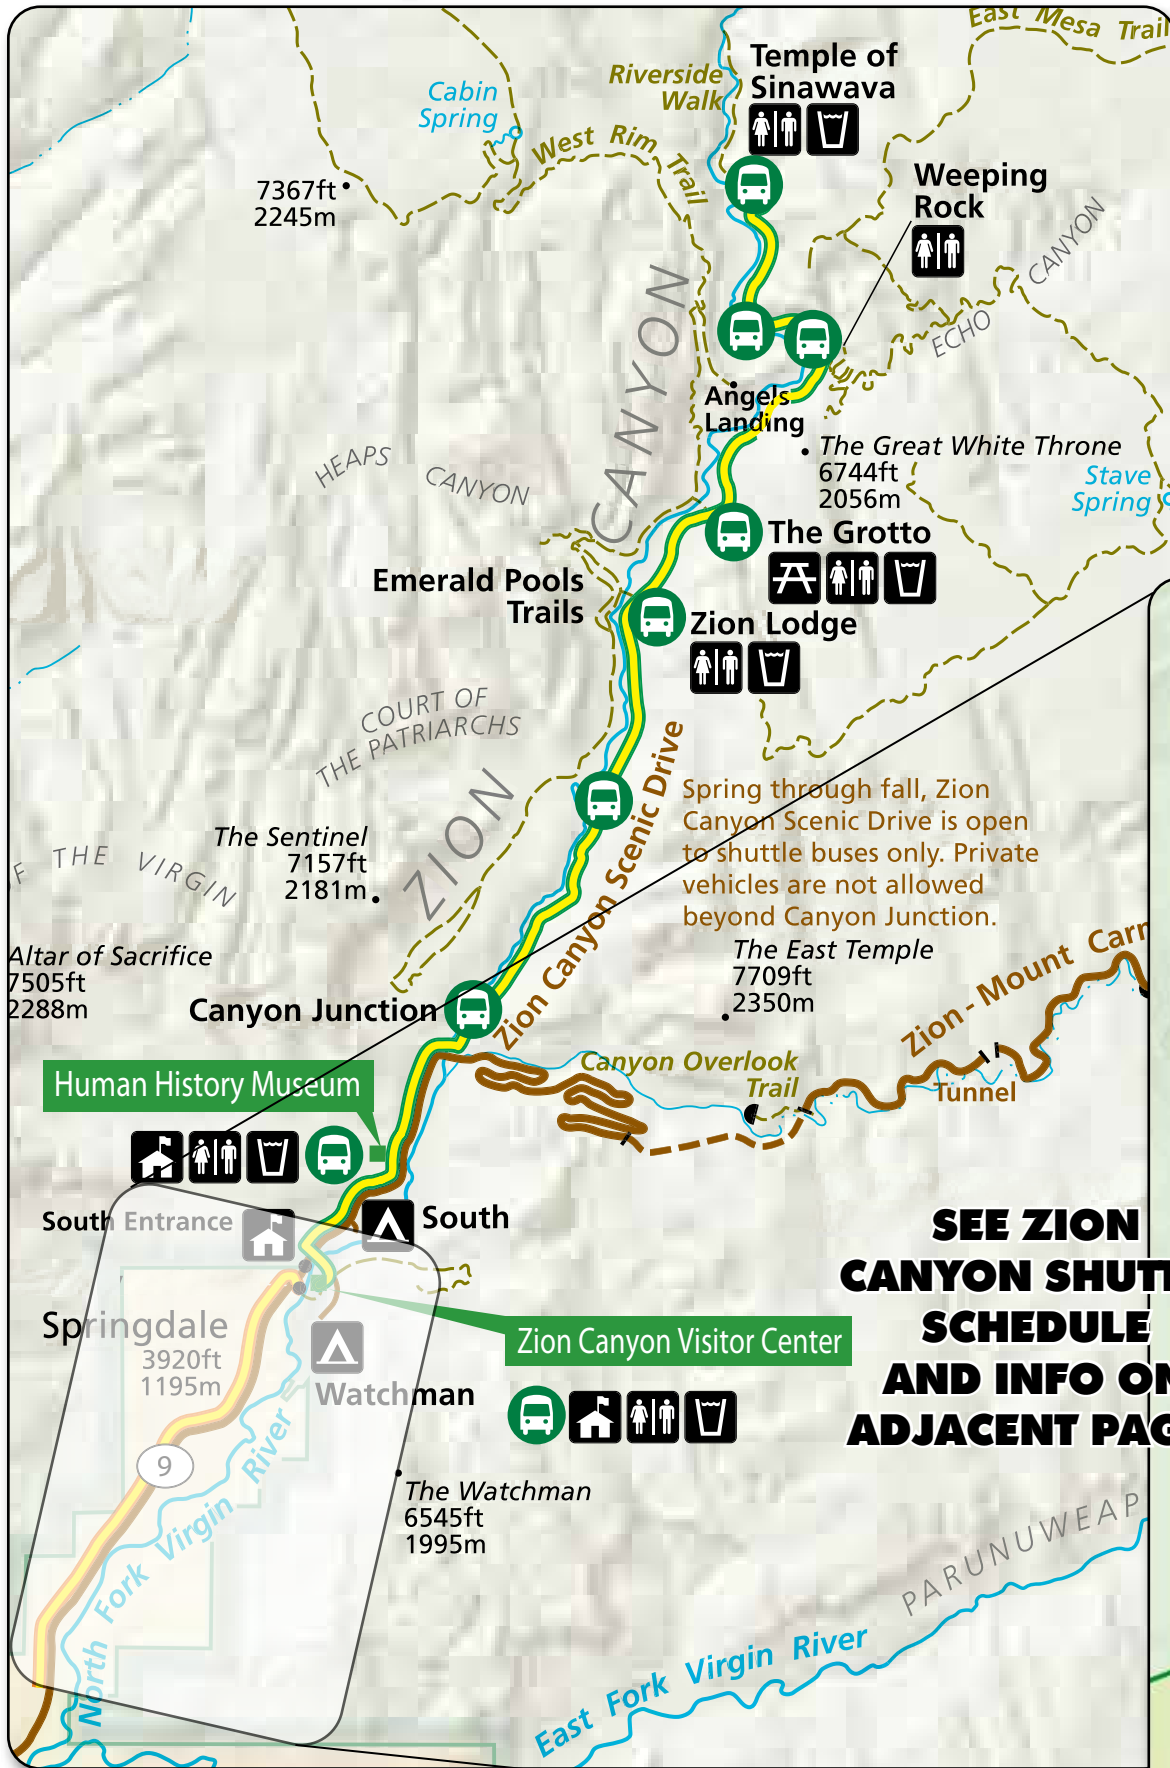 East Mesa Trail
Temple of
Sinawava
Riverside
Walk
Cabin
Spring
West Rim Trail
Weeping
Rock
7367ft
2245m
CANYON
ECHO
CANYON
Angels
Landing
The Great White Throne
6744ft
2056m
HEAPS
CANYON
Stave
Spring
The Grotto
Emerald Pools
Trails
Zion Lodge
COURT OF
THE PATRIARCHS
ZION
Zion Canyon Scenic Drive
Spring through fall, Zion
Canyon Scenic Drive is open
to shuttle buses only. Private
vehicles are not allowed
beyond Canyon Junction.
The Sentinel
7157ft
2181m
F THE VIRGIN
Altar of Sacrifice
7505ft
2288m
The East Temple
7709ft
2350m
Zion - Mount Carm
Canyon Junction
Canyon Overlook
Trail
Tunnel
Human History Museum
South Entrance
South
SEE ZION
CANYON SHUTT
SCHEDULE
AND INFO ON
ADJACENT PAG
Springdale
3920ft
1195m
Zion Canyon Visitor Center
Watchman
9
The Watchman
6545ft
1995m
North Fork Virgin River
PARUNUWEAP
East Fork Virgin River